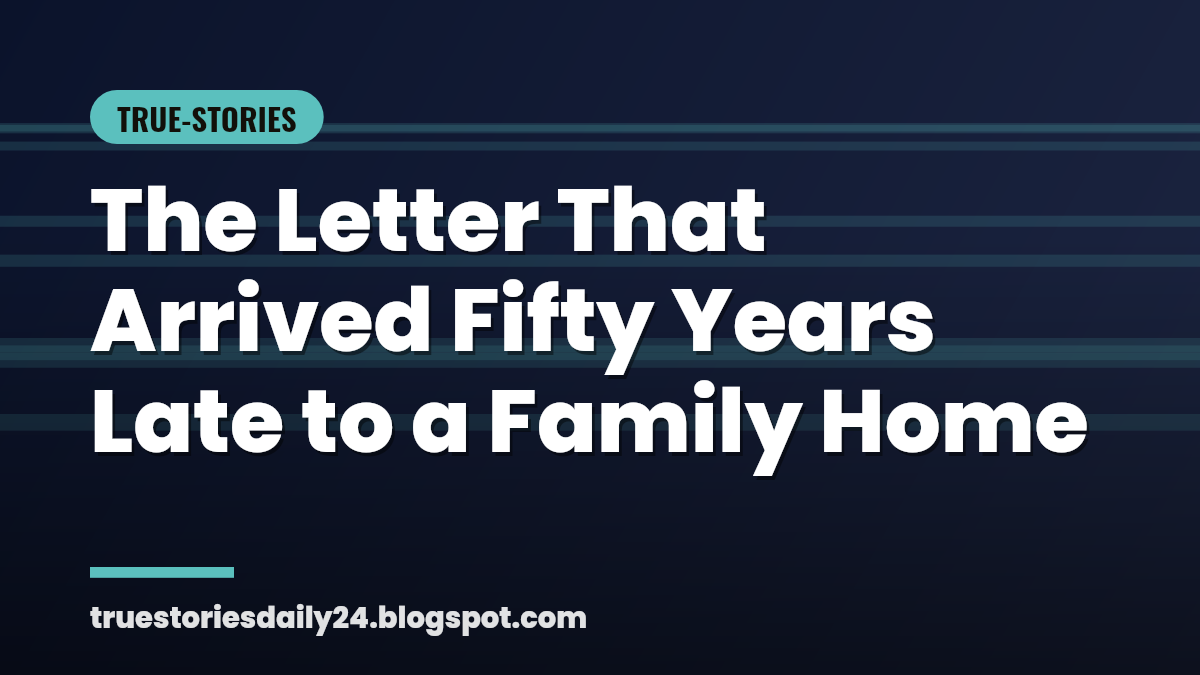 TRUE-STORIES
The Letter That
Arrived Fifty Years
Late to a Family Home
truestoriesdaily24.blogspot.com